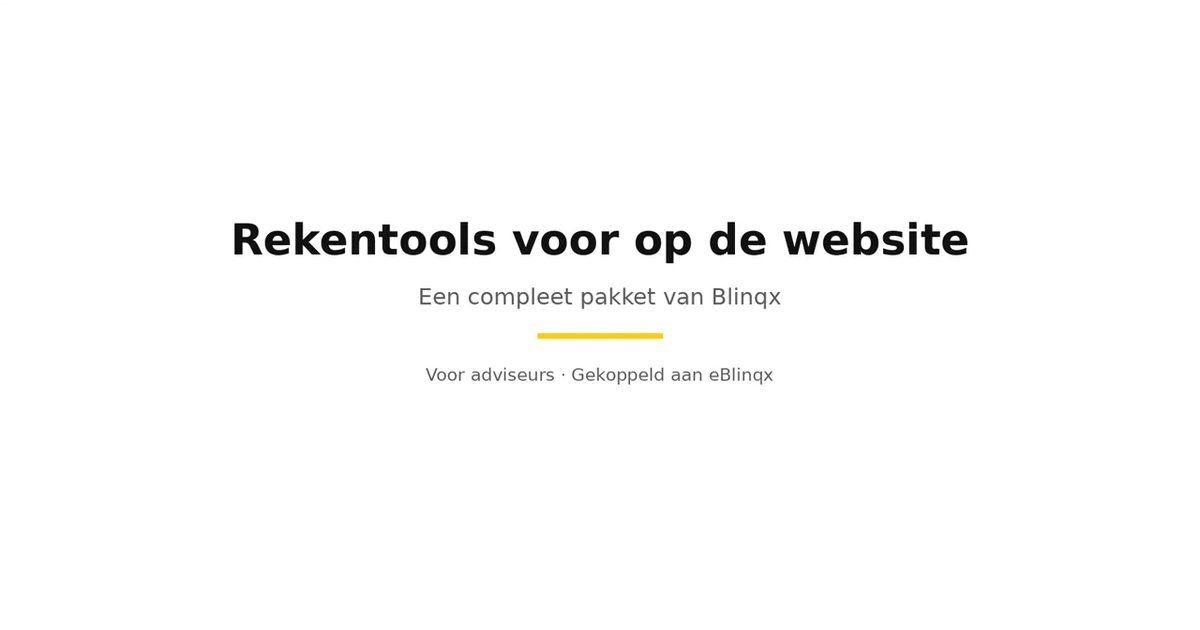 Rekentools voor op de website
Een compleet pakket van Blinqx
Voor adviseurs · Gekoppeld aan eBlinqx